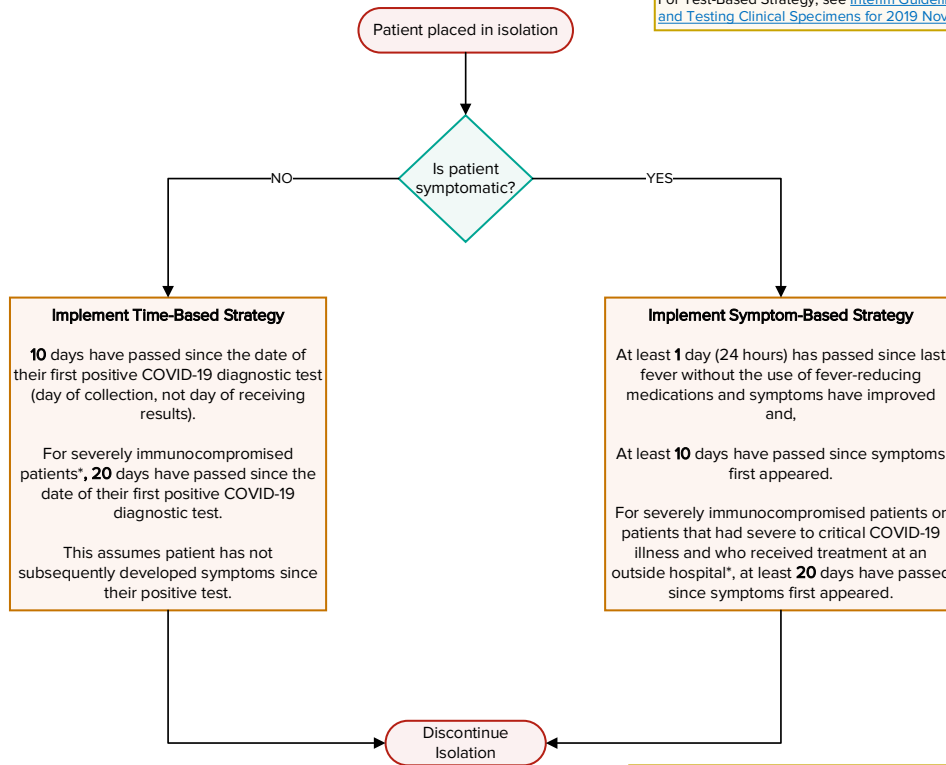 For Test-Based Strategy, see Interim Guidelin
and Testing Clinical Specimens for 2019 Nov
Patient placed in isolation
Is patient
symptomatic?
NO
YES
Implement Time-Based Strategy
10 days have passed since the date of
their first positive COVID-19 diagnostic test
(day of collection, not day of receiving
results).
For severely immunocompromised
patients*, 20 days have passed since the
date of their first positive COVID-19
diagnostic test.
This assumes patient has not
subsequently developed symptoms since
their positive test.
Implement Symptom-Based Strategy
At least 1 day (24 hours) has passed since last
fever without the use of fever-reducing
medications and symptoms have improved
and,
At least 10 days have passed since symptoms
first appeared.
For severely immunocompromised patients or
patients that had severe to critical COVID-19
illness and who received treatment at an
outside hospital*, at least 20 days have passed
since symptoms first appeared.
Discontinue
Isolation